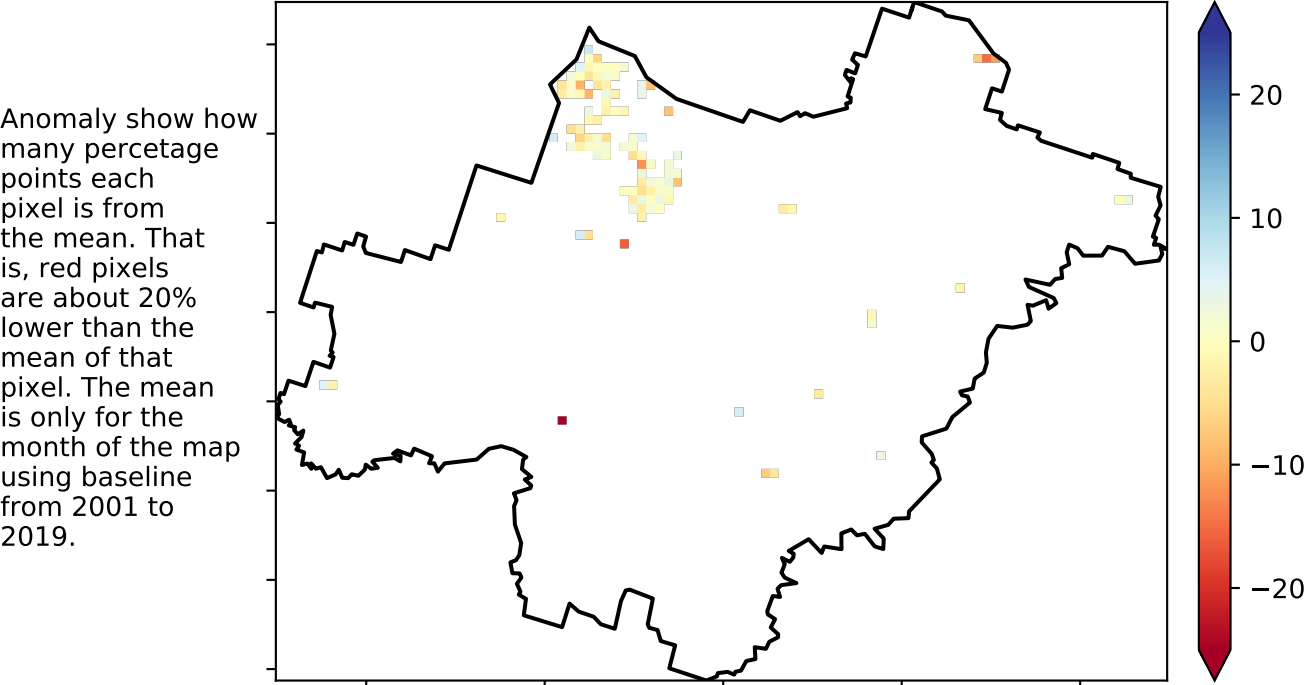 Anomaly show how
many percetage
points each
pixel is from
the mean. That
is, red pixels
are about 20%
lower than the
mean of that
pixel. The mean
is only for the
month of the map
using baseline
from 2001 to
2019.
20
10
0
−10
−20